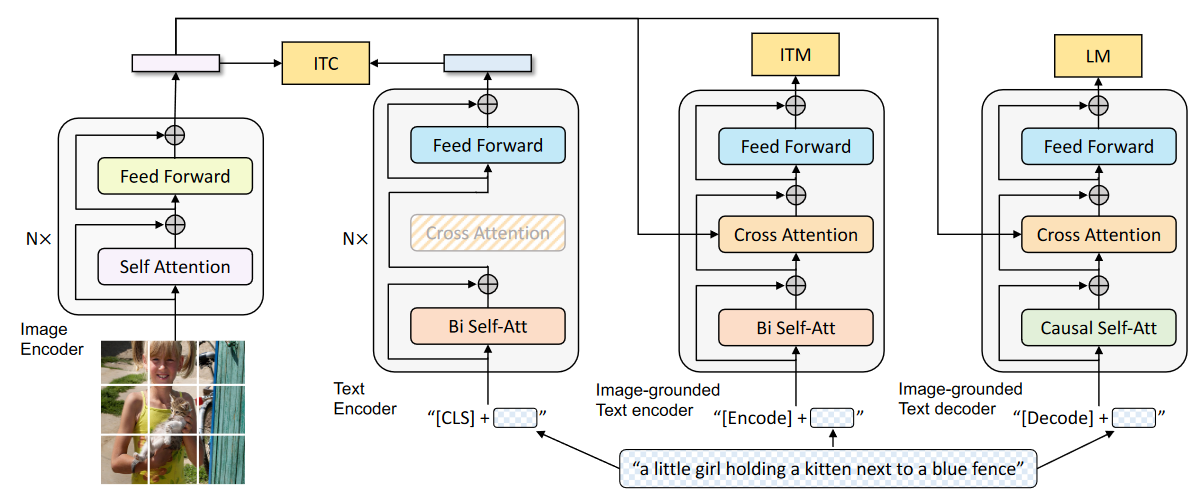 ITC
ITM
LM
Feed Forward
Self Attention
N×
Image
Encoder
Feed Forward
Cross Attention
Bi Self-Att
N×
Text
Encoder
"[CLS] + "
Feed Forward
Cross Attention
Bi Self-Att
Image-grounded
Text encoder
"[Encode] + "
Feed Forward
Cross Attention
Causal Self-Att
Image-grounded
Text decoder
"[Decode] + "
"a little girl holding a kitten next to a blue fence"